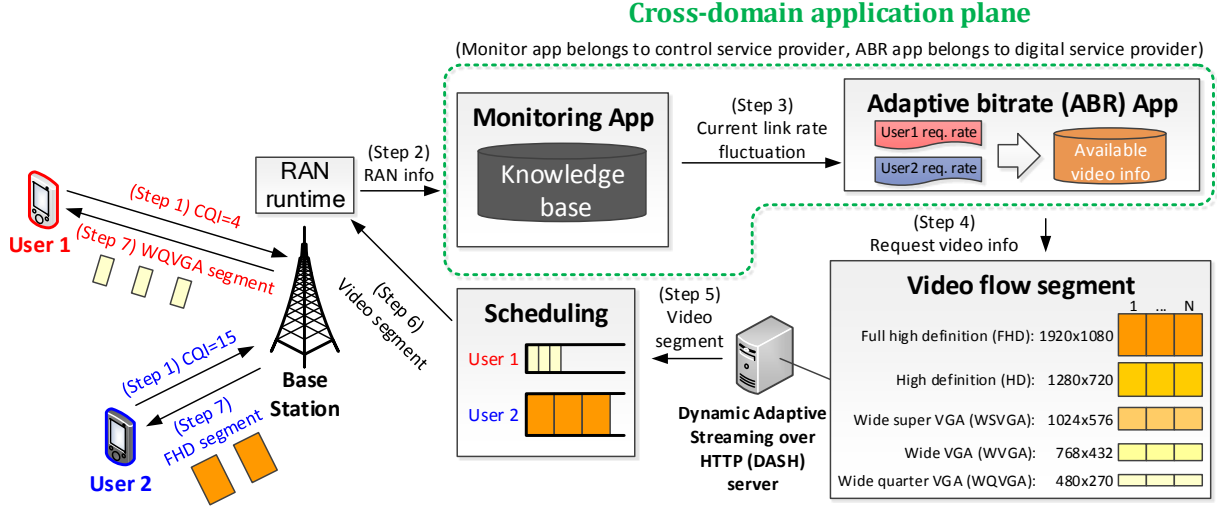 Cross-domain application plane
(Monitor app belongs to control service provider, ABR app belongs to digital service provider)
Monitoring App
Knowledge
base
(Step 3)
Current link rate
fluctuation
Adaptive bitrate (ABR) App
User1 req. rate
User2 req. rate
Available
video info
(Step 2)
RAN info
RAN
runtime
(Step 1) CQI=4
(Step 7) WQVGA segment
User 1
(Step 1) CQI=15
(Step 7)
FHD segment
User 2
Base
Station
(Step 6)
Video segment
Scheduling
User 1
User 2
(Step 5)
Video
segment
Dynamic Adaptive
Streaming over
HTTP (DASH)
server
(Step 4)
Request video info
Video flow segment
1 ... N
Full high definition (FHD): 1920x1080
High definition (HD): 1280x720
Wide super VGA (WSVGA): 1024x576
Wide VGA (WVGA): 768x432
Wide quarter VGA (WQVGA): 480x270